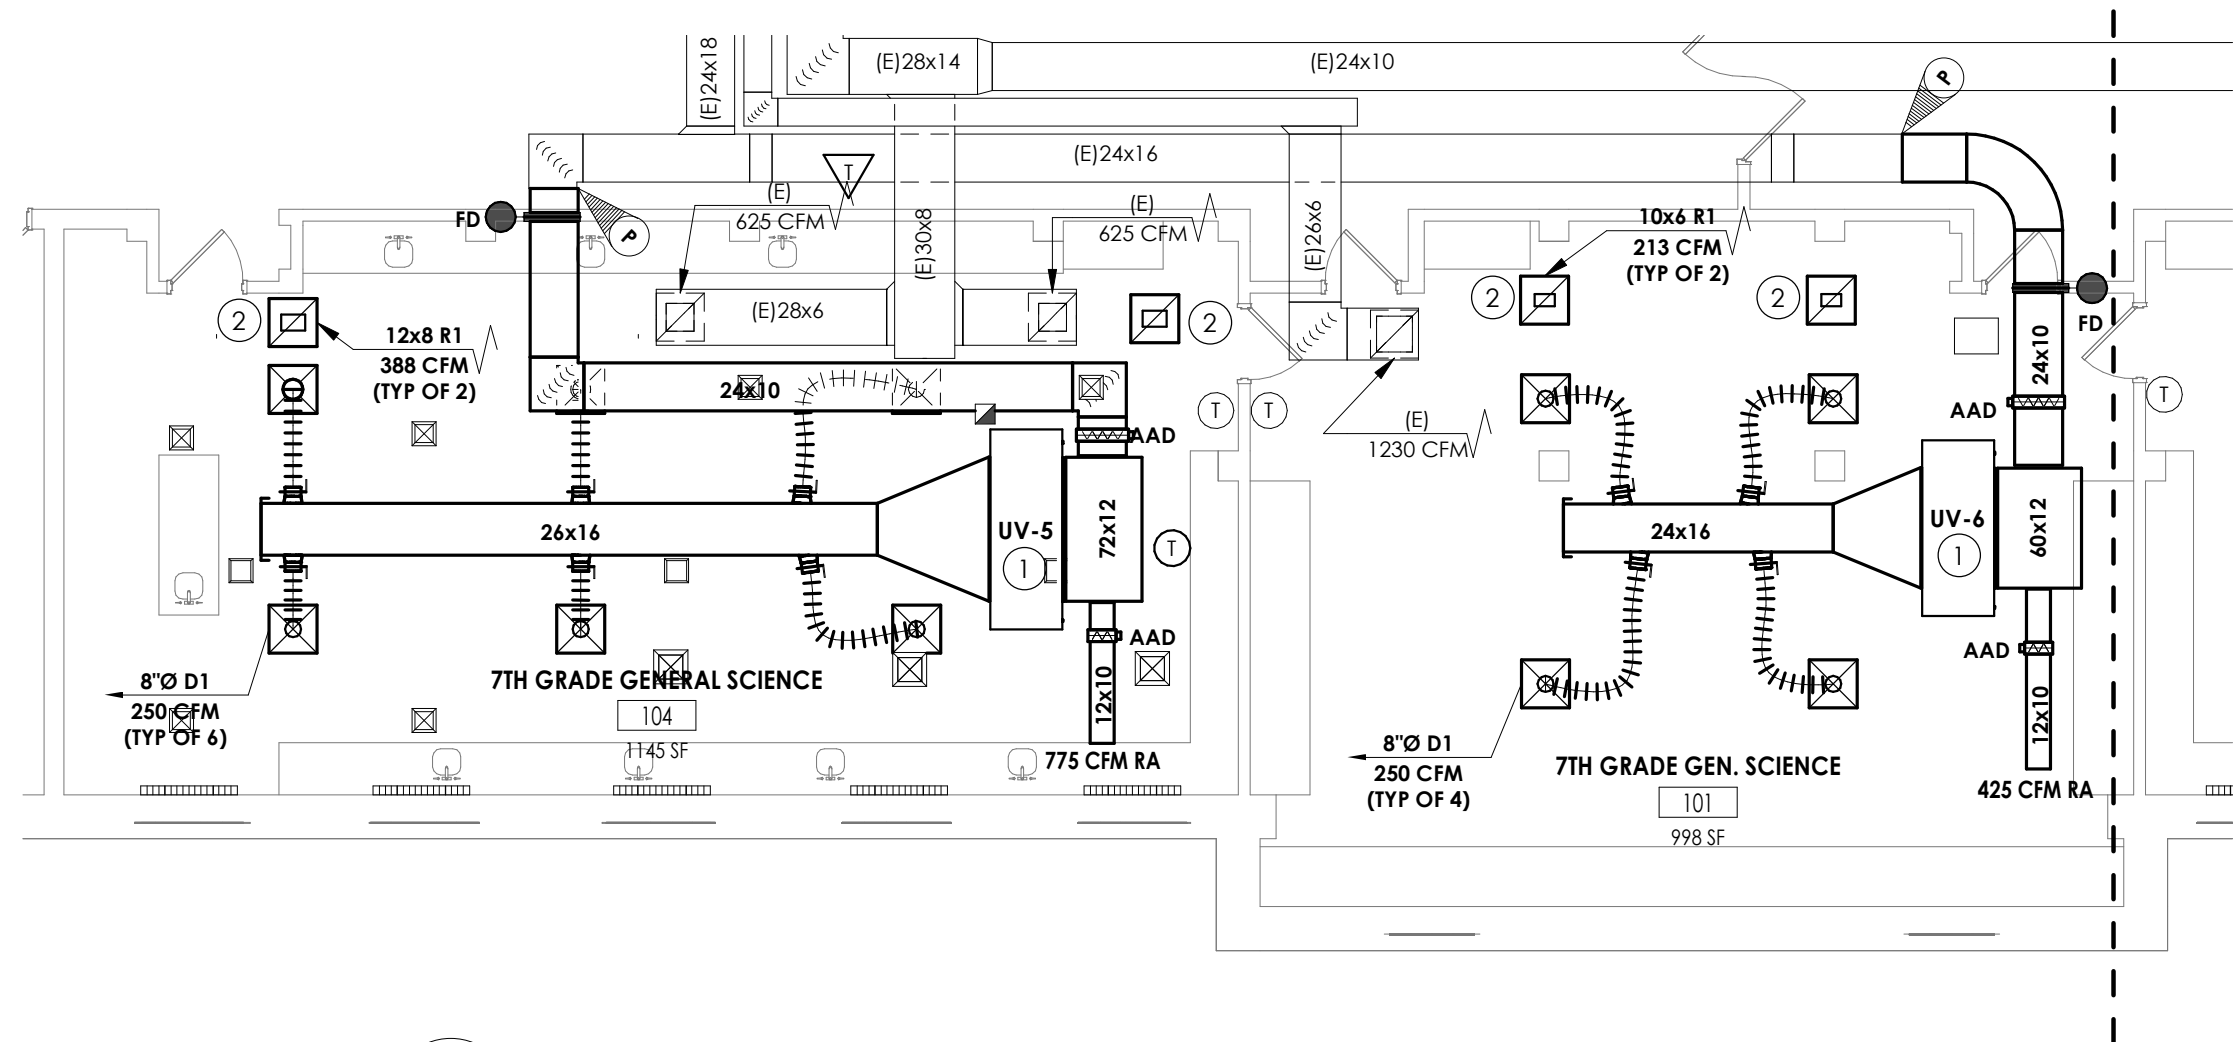 (E)24x18
(E)28x14
(E)24x10
P
(E)24x16
T
(E)
625 CFM
(E)
625 CFM
(E)30x8
(E)26x6
FD
P
10x6 R1
213 CFM
(TYP OF 2)
2
12x8 R1
388 CFM
(TYP OF 2)
(E)28x6
2
2
2
FD
24x10
24x10
T
T
T
AAD
AAD
(E)
1230 CFM
26x16
UV-5
1
72x12
T
24x16
UV-6
1
60x12
AAD
AAD
8"Ø D1
250 CFM
(TYP OF 6)
7TH GRADE GENERAL SCIENCE
104
1145 SF
12x10
775 CFM RA
8"Ø D1
250 CFM
(TYP OF 4)
7TH GRADE GEN. SCIENCE
101
998 SF
12x10
425 CFM RA